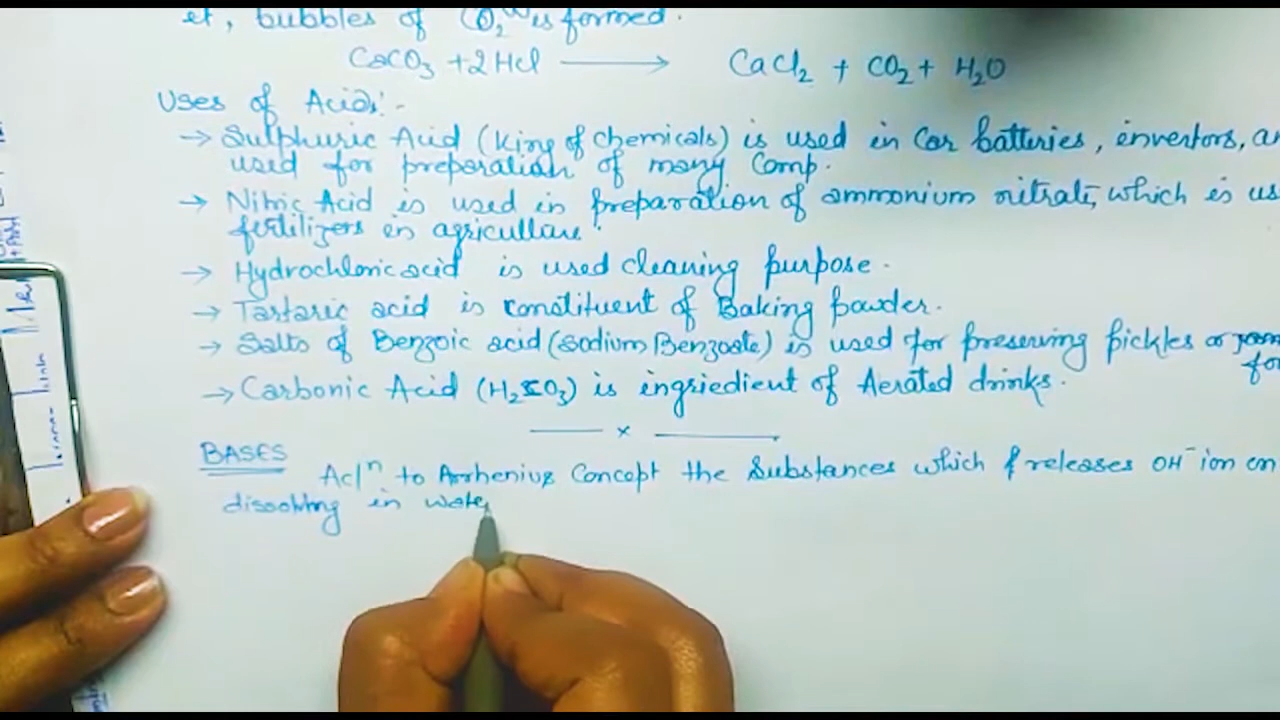 et, bubbles of CO₂ is formed.
CaCO₃ + 2HCl ⟶ CaCl₂ + CO₂ + H₂O
Uses of Acids:-
→ Sulphuric Acid (King of Chemicals) is used in Car batteries, invertors, a
used for preparation of many Comp.
→ Nitric Acid is used in preparation of ammonium nitrate, which is us
fertilizers in agriculture.
→ Hydrochloric acid is used cleaning purpose.
→ Tartaric acid is constituent of Baking powder.
→ Salts of Benzoic acid (Sodium Benzoate) is used for preserving pickles or
fo
→ Carbonic Acid (H₂CO₃) is ingriedient of Aerated drinks.
—— x ——
BASES
Acⁿ to Arrhenius Concept the Substances which releases OH⁻ ion on
dissolving in wate